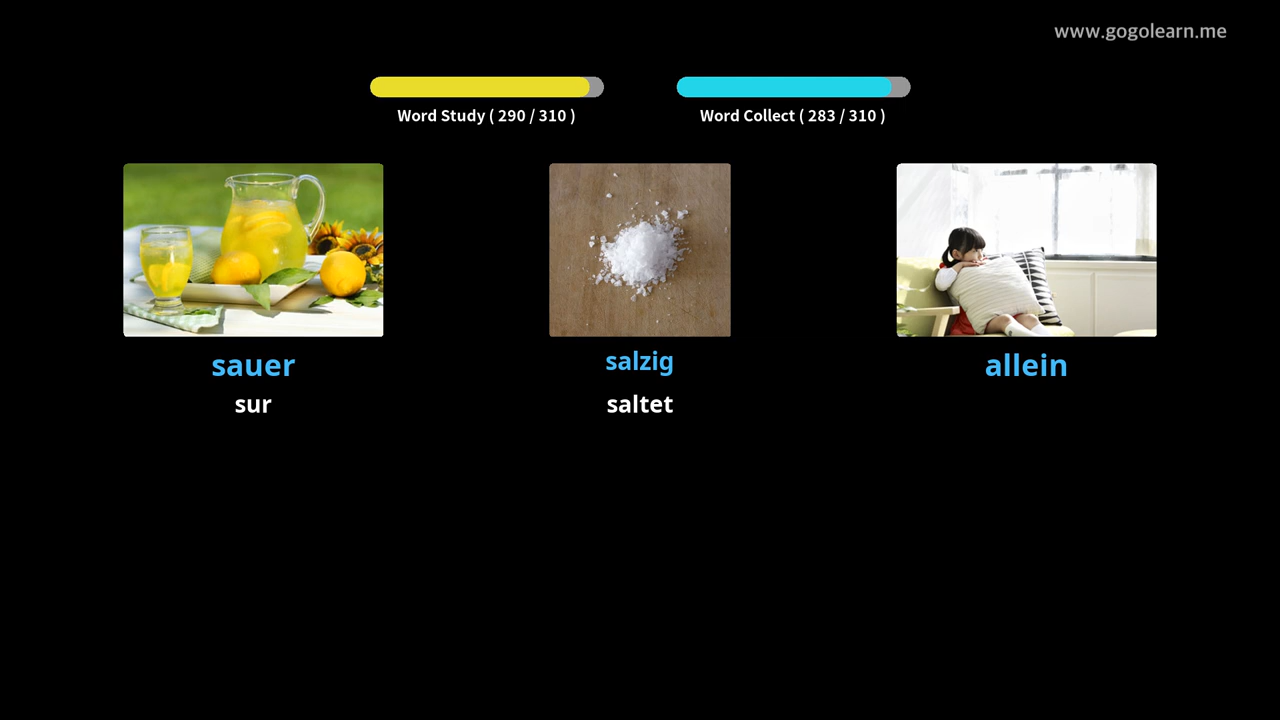 www.gogolearn.me
Word Study ( 290 / 310 )
Word Collect ( 283 / 310 )
sauer
salzig
allein
sur
saltet